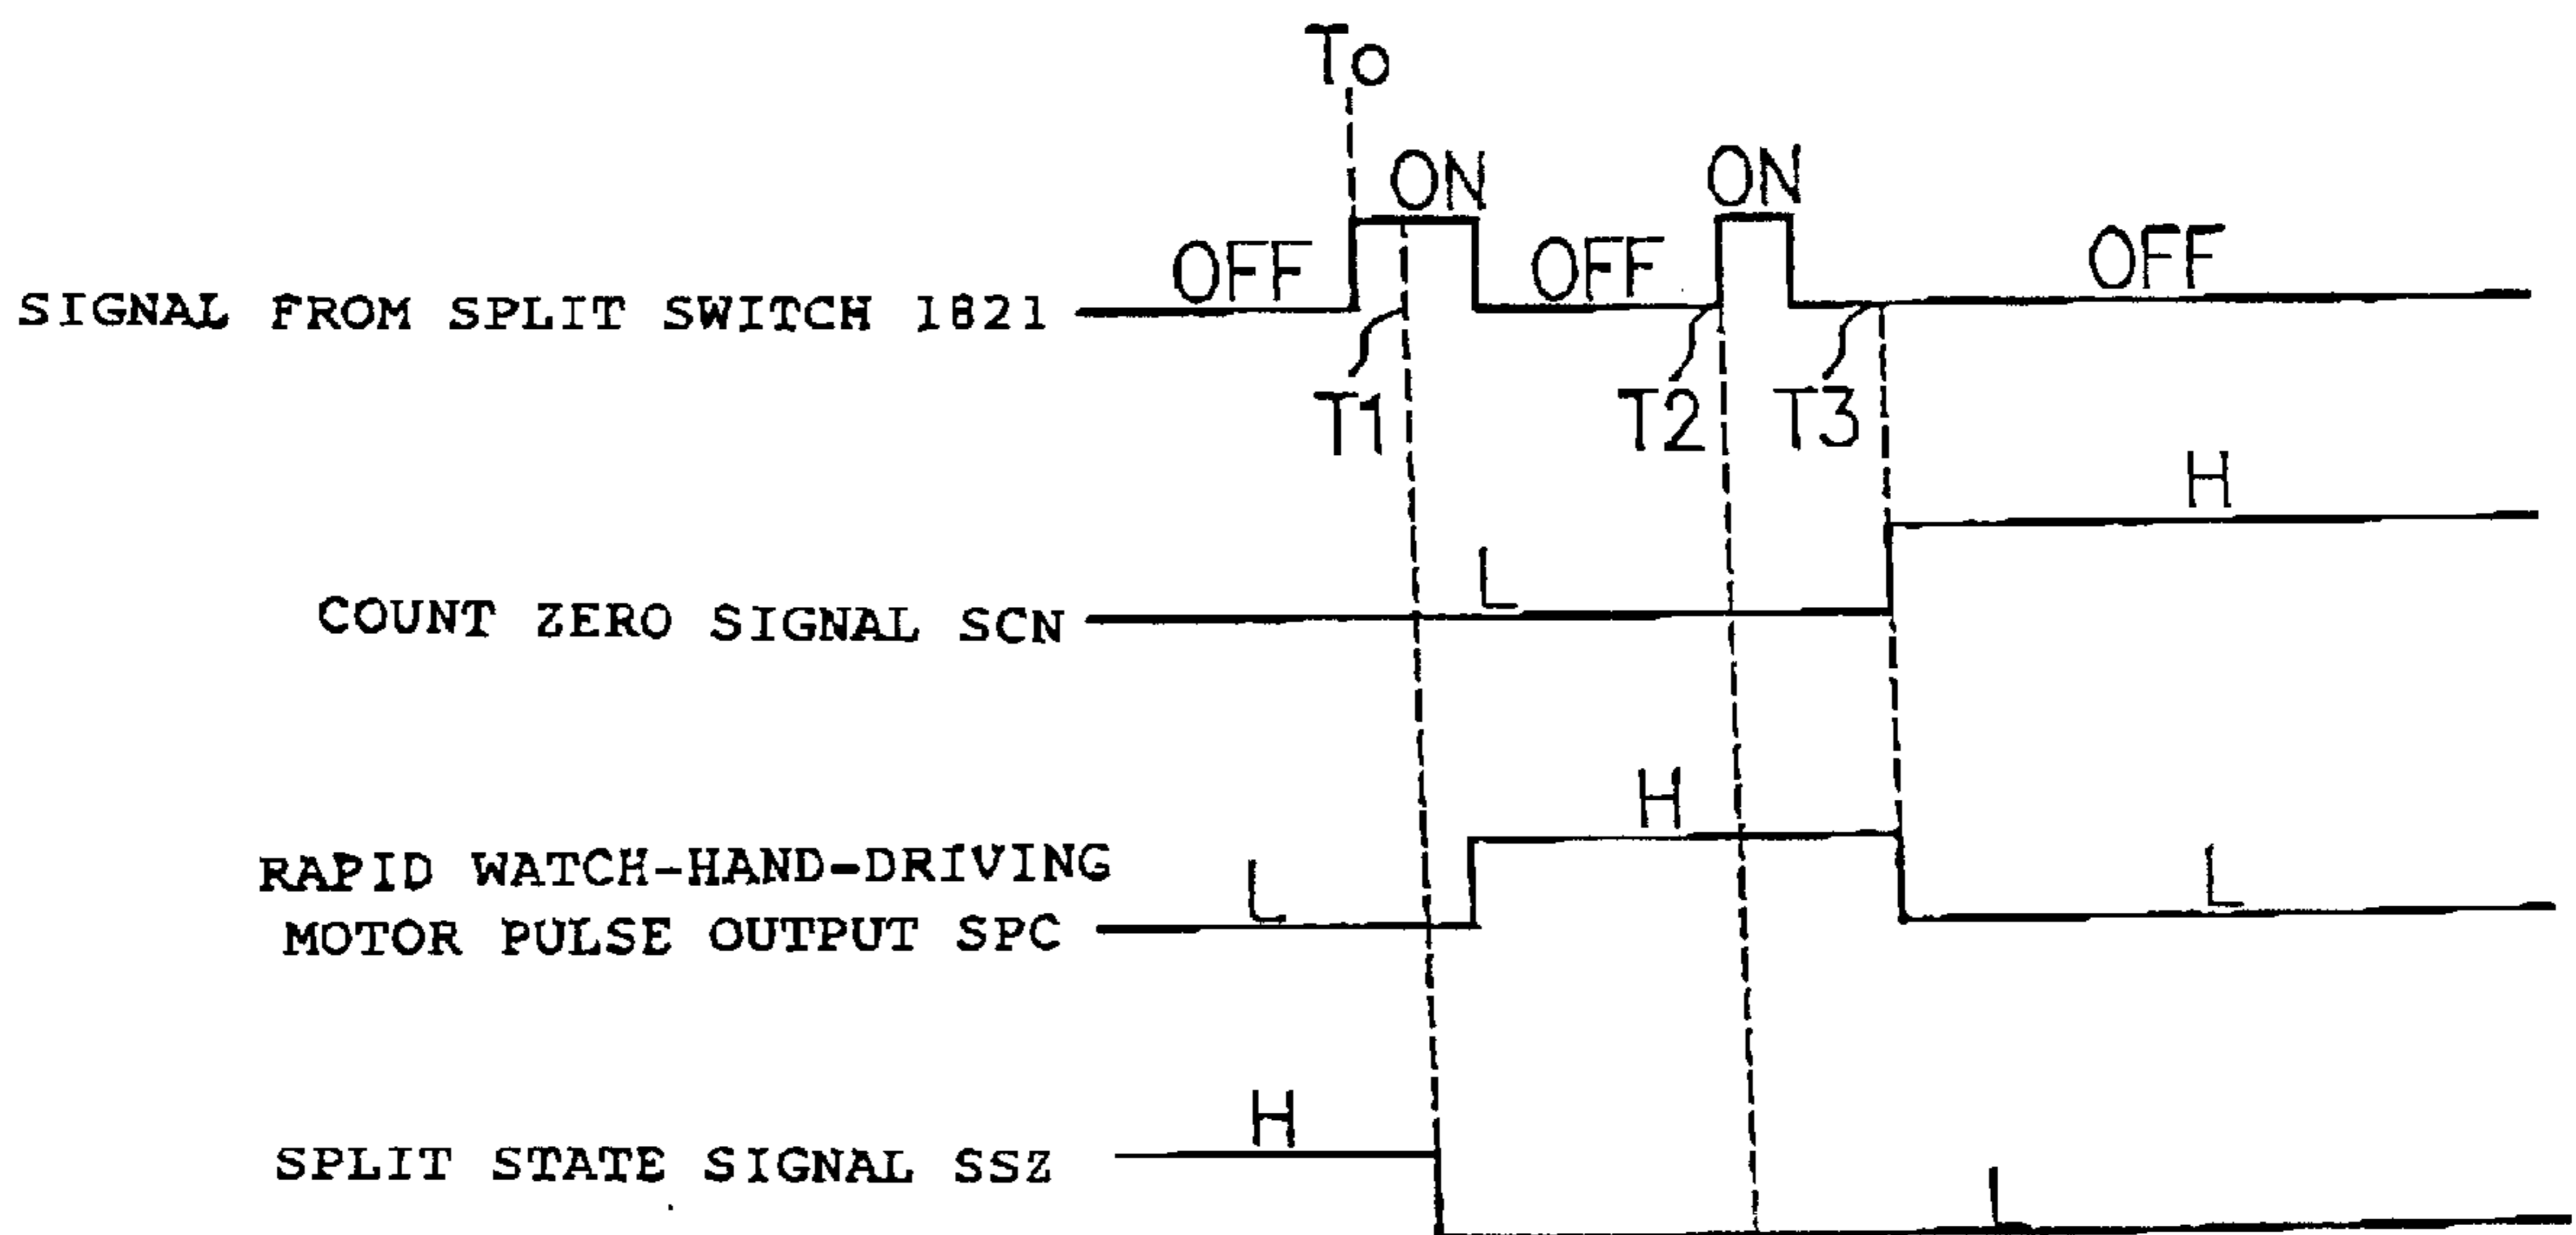 To
ON
ON
OFF
OFF
OFF
SIGNAL FROM SPLIT SWITCH 1821
T1
T2
T3
H
L
COUNT ZERO SIGNAL SCN
H
L
L
RAPID WATCH-HAND-DRIVING
MOTOR PULSE OUTPUT SPC
H
L
SPLIT STATE SIGNAL SSZ